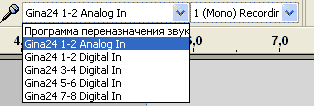 Gina24 1-2 Analog In 1 (Mono) Recordin
Программа переназначения звук
Gina24 1-2 Analog In
Gina24 1-2 Digital In
Gina24 3-4 Digital In
Gina24 5-6 Digital In
Gina24 7-8 Digital In
6,0 7,0